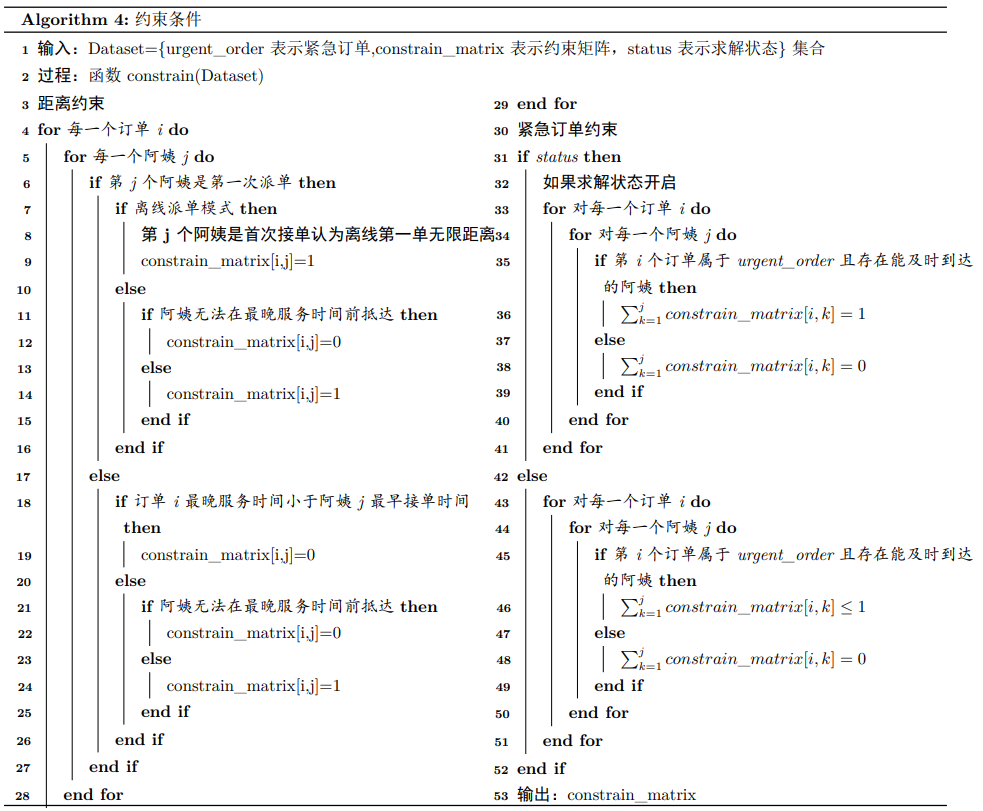 Algorithm 4: 约束条件
1 输入：Dataset={urgent_order 表示紧急订单,constrain_matrix 表示约束矩阵，status 表示求解状态} 集合
2 过程：函数 constrain(Dataset)
3 距离约束
4 for 每一个订单 i do
5 for 每一个阿姨 j do
6 if 第 j 个阿姨是第一次派单 then
7 if 离线派单模式 then
8 第 j 个阿姨是首次接单认为离线第一单无限距离
9 constrain_matrix[i,j]=1
10 else
11 if 阿姨无法在最晚服务时间前抵达 then
12 constrain_matrix[i,j]=0
13 else
14 constrain_matrix[i,j]=1
15 end if
16 end if
17 else
18 if 订单 i 最晚服务时间小于阿姨 j 最早接单时间
then
19 constrain_matrix[i,j]=0
20 else
21 if 阿姨无法在最晚服务时间前抵达 then
22 constrain_matrix[i,j]=0
23 else
24 constrain_matrix[i,j]=1
25 end if
26 end if
27 end if
28 end for
29 end for
30 紧急订单约束
31 if status then
32 如果求解状态开启
33 for 对每一个订单 i do
34 for 对每一个阿姨 j do
35 if 第 i 个订单属于 urgent_order 且存在能及时到达
的阿姨 then
36 ∑_{k=1}^{j} constrain_matrix[i, k] = 1
37 else
38 ∑_{k=1}^{j} constrain_matrix[i, k] = 0
39 end if
40 end for
41 end for
42 else
43 for 对每一个订单 i do
44 for 对每一个阿姨 j do
45 if 第 i 个订单属于 urgent_order 且存在能及时到达
的阿姨 then
46 ∑_{k=1}^{j} constrain_matrix[i, k] ≤ 1
47 else
48 ∑_{k=1}^{j} constrain_matrix[i, k] = 0
49 end if
50 end for
51 end for
52 end if
53 输出：constrain_matrix